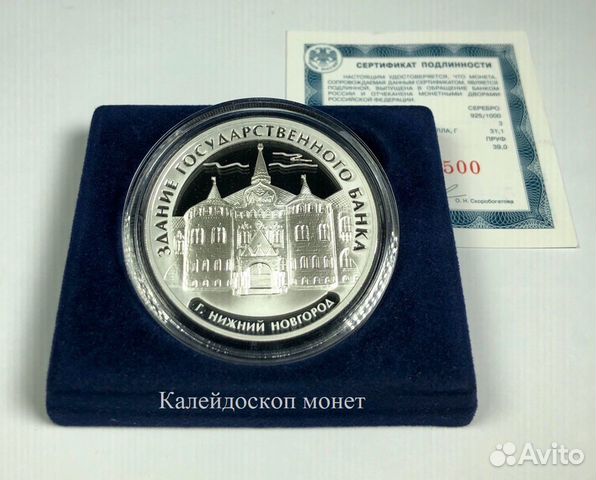 СЕРТИФИКАТ ПОДЛИННОСТИ
НАСТОЯЩИМ УДОСТОВЕРЯЕТСЯ, ЧТО МОНЕТА,
СОПРОВОЖДАЕМАЯ ДАННЫМ СЕРТИФИКАТОМ, ЯВЛЯЕТСЯ
ПОДЛИННОЙ, ВЫПУЩЕНА В ОБРАЩЕНИЕ БАНКОМ
РОССИИ И ОТЧЕКАНЕНА МОНЕТНЫМИ ДВОРАМИ
РОССИЙСКОЙ ФЕДЕРАЦИИ.
СЕРЕБРО
925/1000
3
ЛЛА, Г 31,1
ПРУФ
39,0
500
О. Н. Скоробогатова
ЗДАНИЕ ГОСУДАРСТВЕННОГО БАНКА
Г. НИЖНИЙ НОВГОРОД
Калейдоскоп монет
Avito